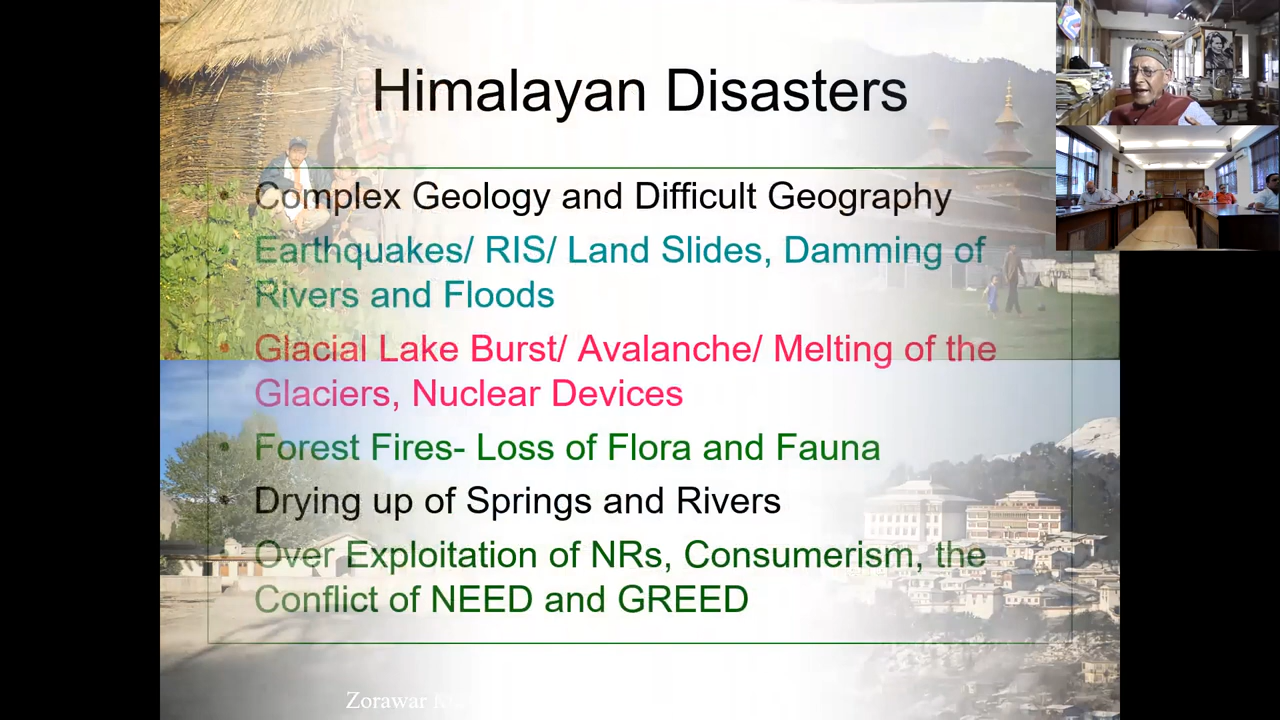 Himalayan Disasters
• Complex Geology and Difficult Geography
• Earthquakes/ RIS/ Land Slides, Damming of
Rivers and Floods
• Glacial Lake Burst/ Avalanche/ Melting of the
Glaciers, Nuclear Devices
• Forest Fires- Loss of Flora and Fauna
• Drying up of Springs and Rivers
• Over Exploitation of NRs, Consumerism, the
Conflict of NEED and GREED
Zorawar